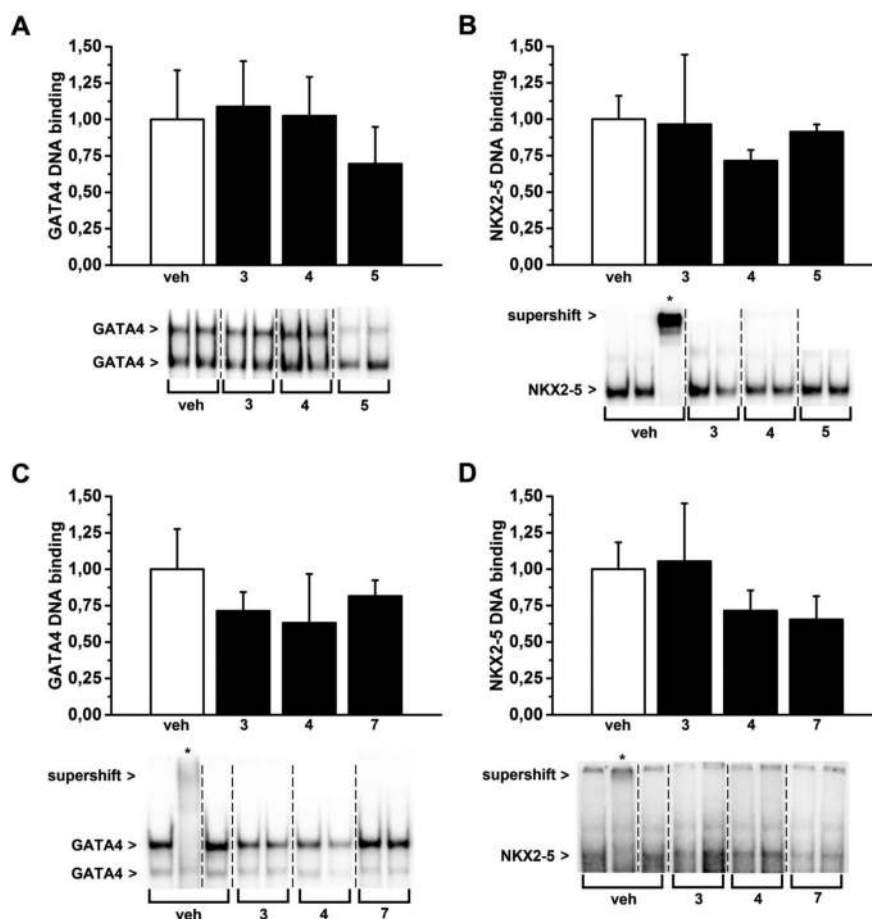 A
GATA4 DNA binding
1,50
1,25
1,00
0,75
0,50
0,25
0,00
veh 3 4 5
GATA4 >
GATA4 >
veh 3 4 5
B
NKX2-5 DNA binding
1,50
1,25
1,00
0,75
0,50
0,25
0,00
veh 3 4 5
*
supershift >
NKX2-5 >
veh 3 4 5
C
GATA4 DNA binding
1,50
1,25
1,00
0,75
0,50
0,25
0,00
veh 3 4 7
*
supershift >
GATA4 >
GATA4 >
veh 3 4 7
D
NKX2-5 DNA binding
1,50
1,25
1,00
0,75
0,50
0,25
0,00
veh 3 4 7
*
supershift >
NKX2-5 >
veh 3 4 7